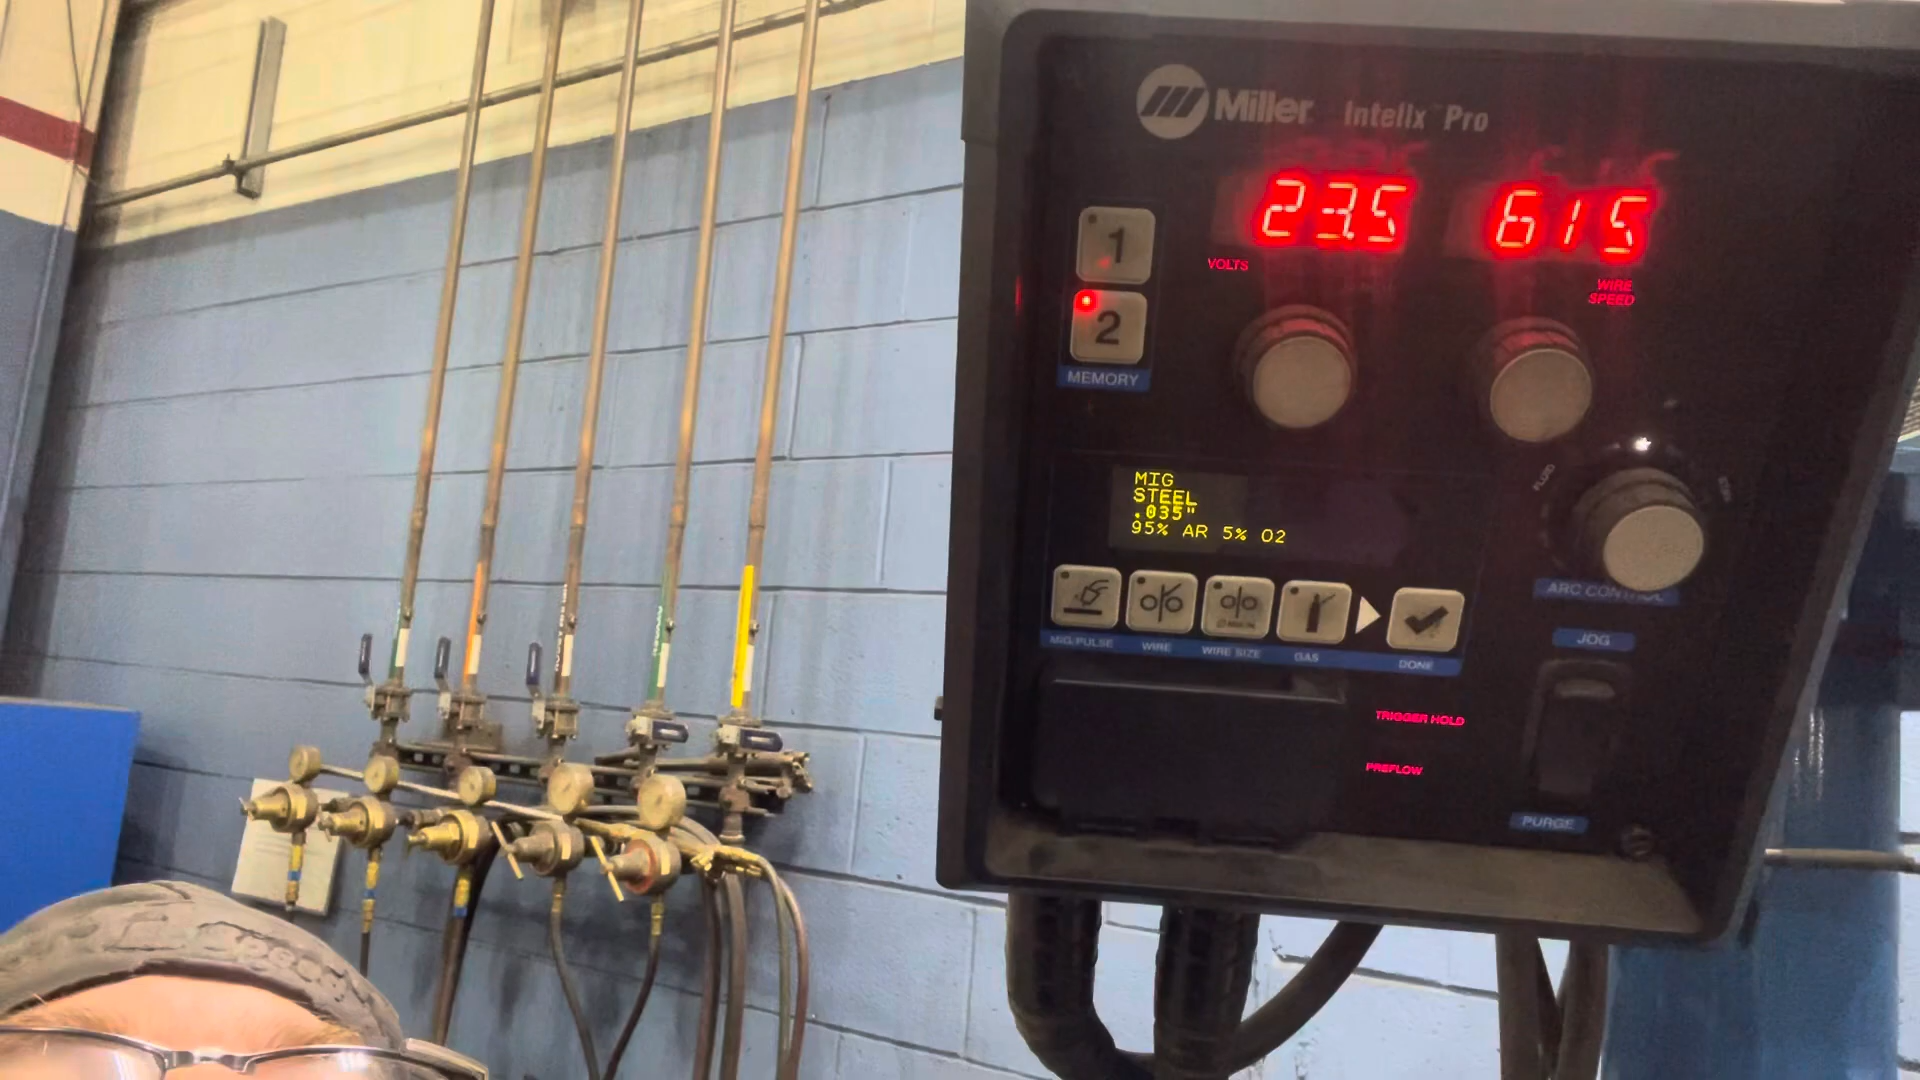 Miller Intellx Pro
23.5 615
VOLTS
WIRE
SPEED
1
2
MEMORY
MIG
STEEL
.035"
95% AR 5% O2
ARC CONTROL
MIG/PULSE WIRE WIRE SIZE GAS DONE
JOG
TRIGGER HOLD
PREFLOW
PURGE